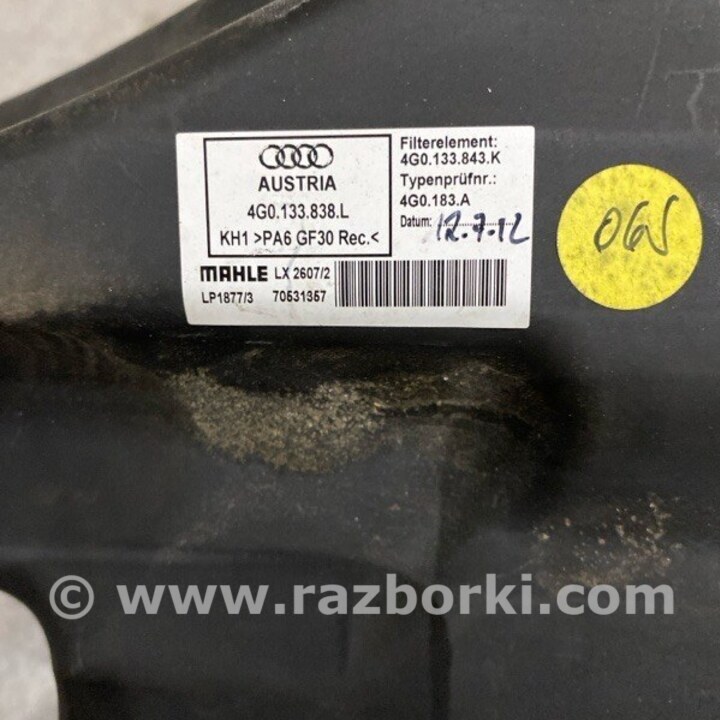 AUSTRIA
4G0.133.838.L
KH1 >PA6 GF30 Rec.<
Filterelement:
4G0.133.843.K
Typenprüfnr.:
4G0.183.A
Datum: 12.7.12
MAHLE LX 2607/2
LP1877/3 70531357
06S
© www.razborki.com